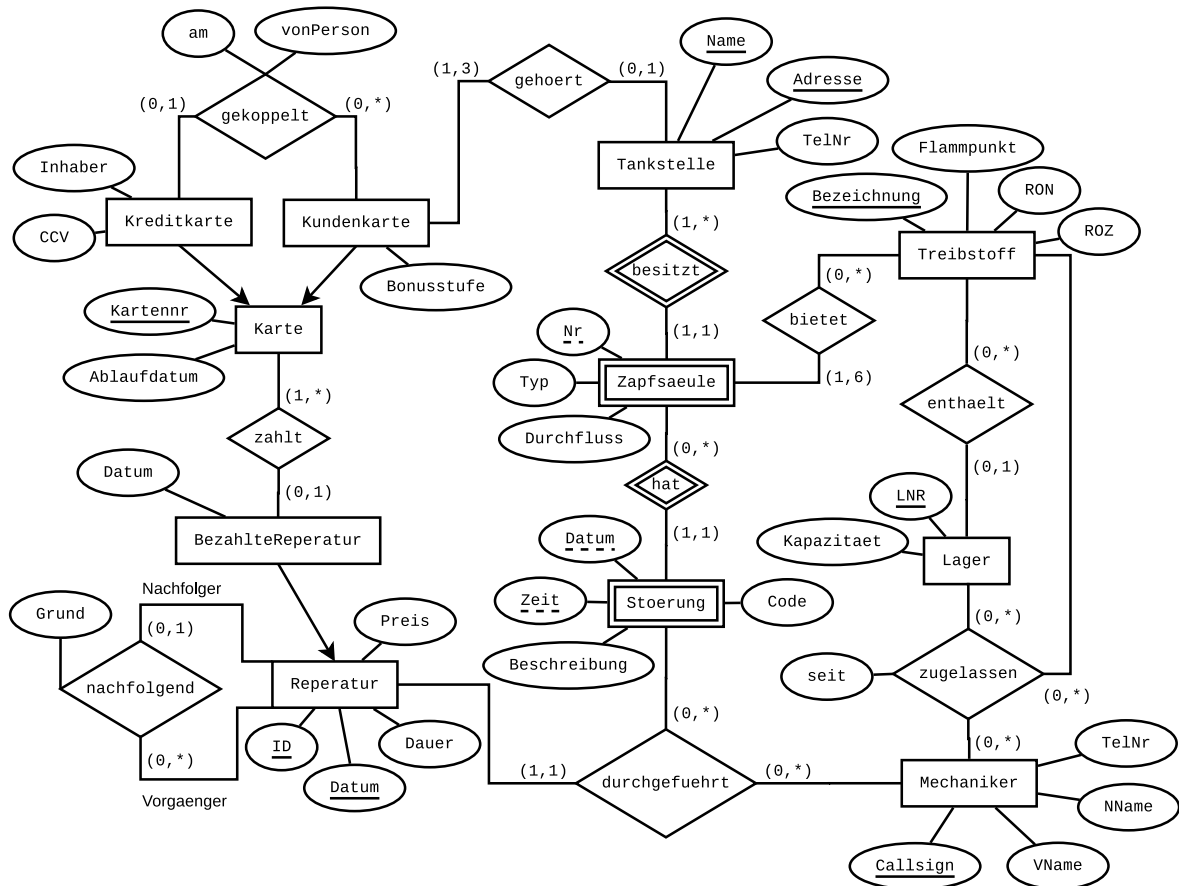 am
vonPerson
Name
(1,3)
gehoert
(0,1)
Adresse
(0,1)
gekoppelt
(0,*)
TelNr
Flammpunkt
Inhaber
Tankstelle
Bezeichnung
RON
Kreditkarte
Kundenkarte
(1,*)
ROZ
CCV
Treibstoff
besitzt
(0,*)
Bonusstufe
Kartennr
Karte
Nr
(1,1)
bietet
(0,*)
Ablaufdatum
Typ
Zapfsaeule
(1,6)
(1,*)
enthaelt
zahlt
Durchfluss
(0,*)
Datum
(0,1)
hat
(0,1)
LNR
BezahlteReperatur
Datum
(1,1)
Kapazitaet
Lager
Nachfolger
Zeit
Stoerung
Code
Grund
(0,1)
Preis
(0,*)
Beschreibung
nachfolgend
Reperatur
seit
zugelassen
(0,*)
(0,*)
(0,*)
(0,*)
ID
Dauer
TelNr
(1,1)
durchgefuehrt
(0,*)
Mechaniker
Vorgaenger
Datum
NName
Callsign
VName